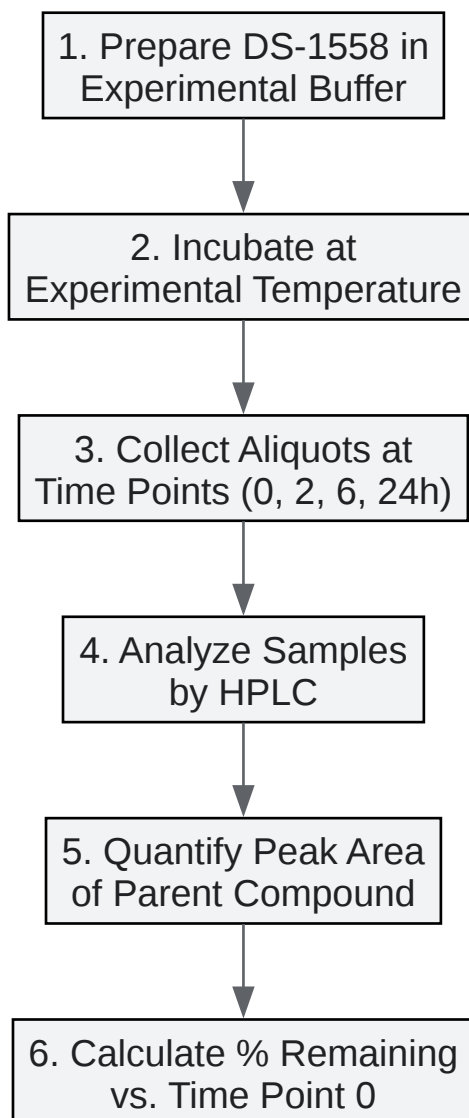 1. Prepare DS-1558 in
Experimental Buffer
2. Incubate at
Experimental Temperature
3. Collect Aliquots at
Time Points (0, 2, 6, 24h)
4. Analyze Samples
by HPLC
5. Quantify Peak Area
of Parent Compound
6. Calculate % Remaining
vs. Time Point 0